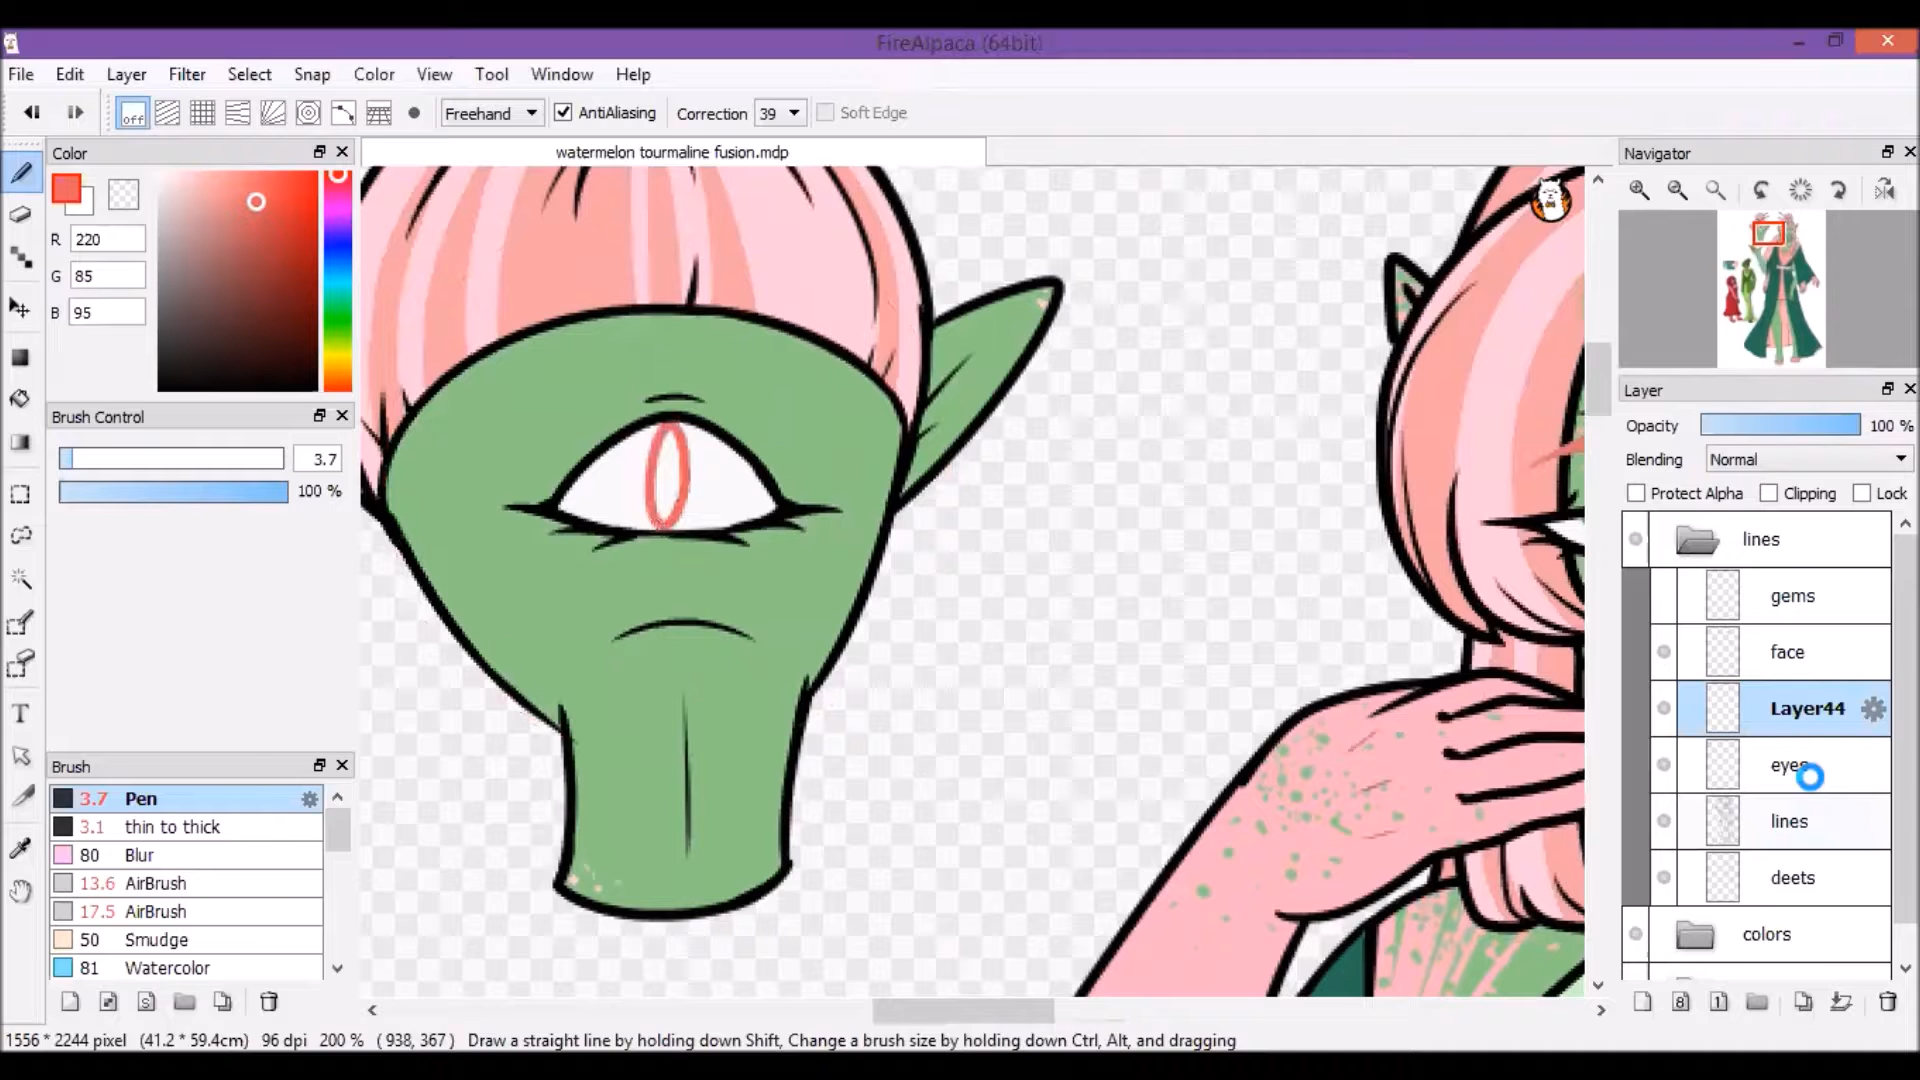 FireAlpaca (64bit)
File Edit Layer Filter Select Snap Color View Tool Window Help
off Freehand AntiAliasing Correction 39 Soft Edge
Color
watermelon tourmaline fusion.mdp
Navigator
R 220
G 85
B 95
Layer
Opacity 100 %
Blending Normal
Protect Alpha Clipping Lock
Brush Control
3.7
100 %
lines
gems
face
Layer44
eyes
lines
deets
colors
Brush
3.7 Pen
3.1 thin to thick
80 Blur
13.6 AirBrush
17.5 AirBrush
50 Smudge
81 Watercolor
1556 * 2244 pixel (41.2 * 59.4cm) 96 dpi 200 % ( 938, 367 ) Draw a straight line by holding down Shift, Change a brush size by holding down Ctrl, Alt, and dragging